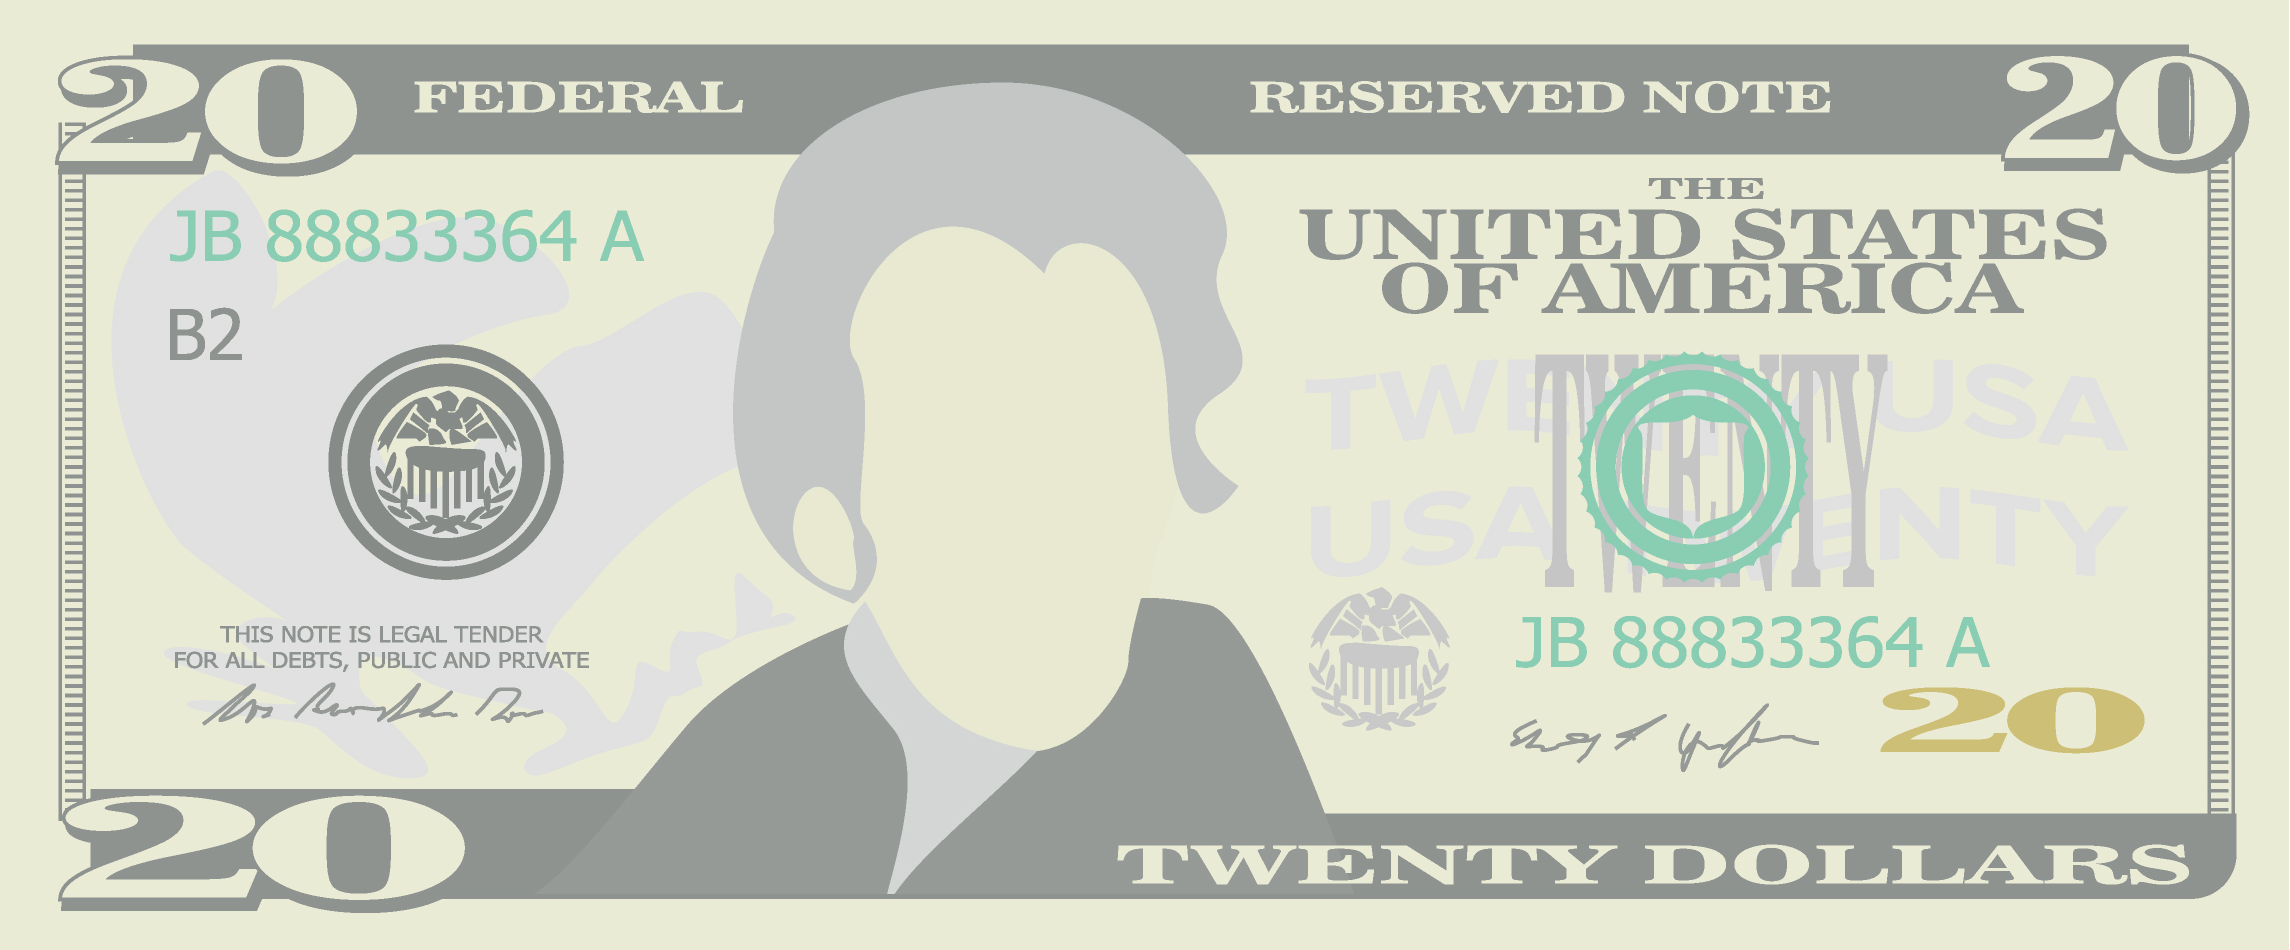 20
FEDERAL
RESERVED NOTE
20
JB 88833364 A
B2
THIS NOTE IS LEGAL TENDER
FOR ALL DEBTS, PUBLIC AND PRIVATE
THE
UNITED STATES
OF AMERICA
TWENTY USA
USA TWENTY
TWENTY
JB 88833364 A
20
20
TWENTY DOLLARS